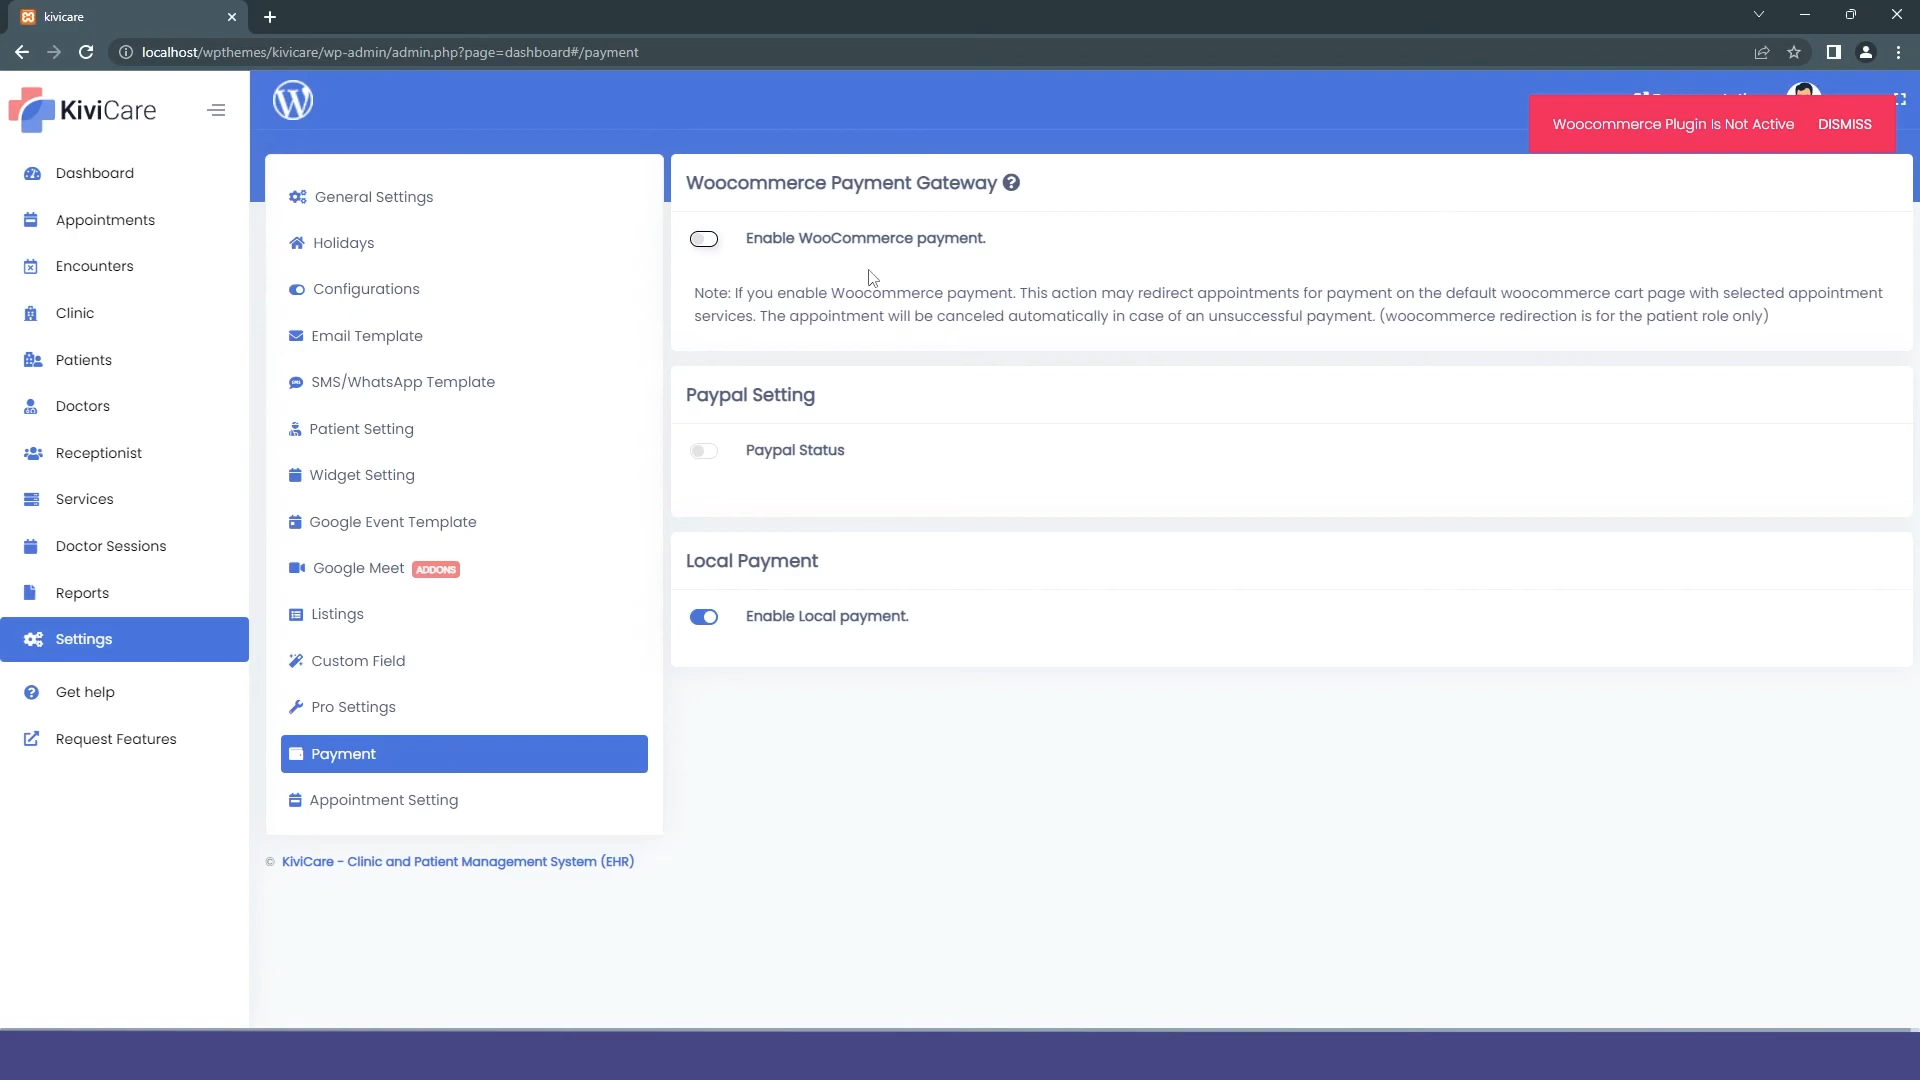 kivicare
localhost/wpthemes/kivicare/wp-admin/admin.php?page=dashboard#/payment
KiviCare
Woocommerce Plugin Is Not Active DISMISS
Dashboard
Appointments
Encounters
Clinic
Patients
Doctors
Receptionist
Services
Doctor Sessions
Reports
Settings
Get help
Request Features
General Settings
Holidays
Configurations
Email Template
SMS/WhatsApp Template
Patient Setting
Widget Setting
Google Event Template
Google Meet ADDONS
Listings
Custom Field
Pro Settings
Payment
Appointment Setting
© KiviCare - Clinic and Patient Management System (EHR)
Woocommerce Payment Gateway
Enable WooCommerce payment.
Note: If you enable Woocommerce payment. This action may redirect appointments for payment on the default woocommerce cart page with selected appointment
services. The appointment will be canceled automatically in case of an unsuccessful payment. (woocommerce redirection is for the patient role only)
Paypal Setting
Paypal Status
Local Payment
Enable Local payment.